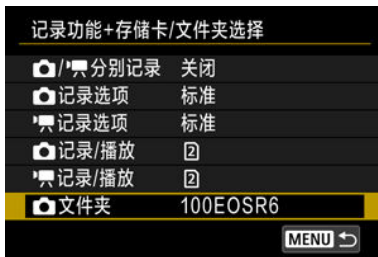 记录功能+存储卡/文件夹选择
/分别记录 关闭
记录选项 标准
记录选项 标准
记录/播放 2
记录/播放 2
文件夹 100EOSR6
MENU